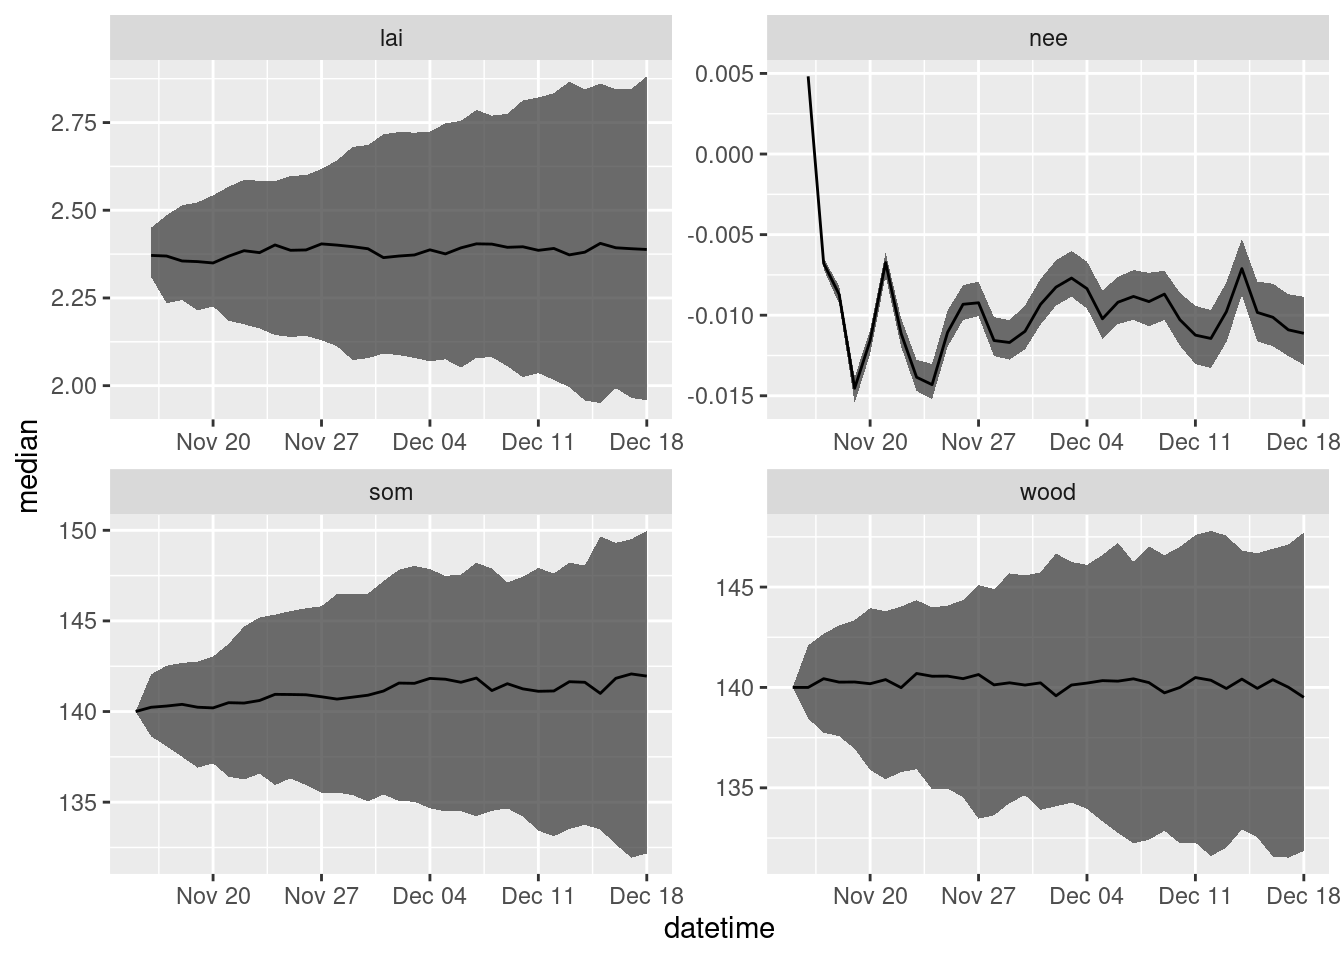 lai
nee
2.75
2.50
2.25
2.00
0.005
0.000
-0.005
-0.010
-0.015
Nov 20 Nov 27 Dec 04 Dec 11 Dec 18
Nov 20 Nov 27 Dec 04 Dec 11 Dec 18
median
som
wood
150
145
140
135
145
140
135
Nov 20 Nov 27 Dec 04 Dec 11 Dec 18
Nov 20 Nov 27 Dec 04 Dec 11 Dec 18
datetime